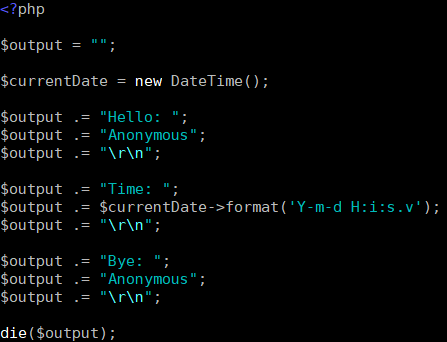 <?php
$output = "";
$currentDate = new DateTime();
$output .= "Hello: ";
$output .= "Anonymous";
$output .= "\r\n";
$output .= "Time: ";
$output .= $currentDate->format('Y-m-d H:i:s.v');
$output .= "\r\n";
$output .= "Bye: ";
$output .= "Anonymous";
$output .= "\r\n";
die($output);